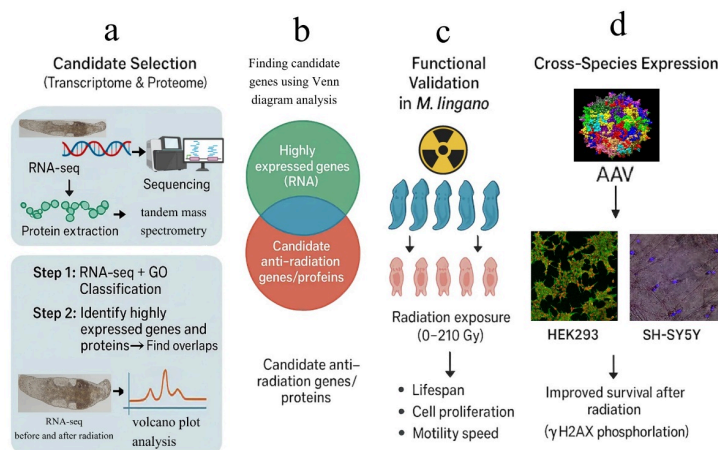 a
Candidate Selection
(Transcriptome & Proteome)
RNA-seq
Sequencing
Protein extraction
tandem mass
spectrometry
Step 1: RNA-seq + GO
Classification
Step 2: Identify highly
expressed genes and
proteins→ Find overlaps
RNA-seq
before and after radiation
volcano plot
analysis
b
Finding candidate
genes using Venn
diagram analysis
Highly
expressed genes
(RNA)
Candidate
anti-radiation
genes/profeins
Candidate anti-
radiation genes/
proteins
c
Functional
Validation
in M. lingano
Radiation exposure
(0–210 Gy)
• Lifespan
• Cell proliferation
• Motility speed
d
Cross-Species Expression
AAV
HEK293
SH-SY5Y
Improved survival after
radiation
(γH2AX phosphorlation)